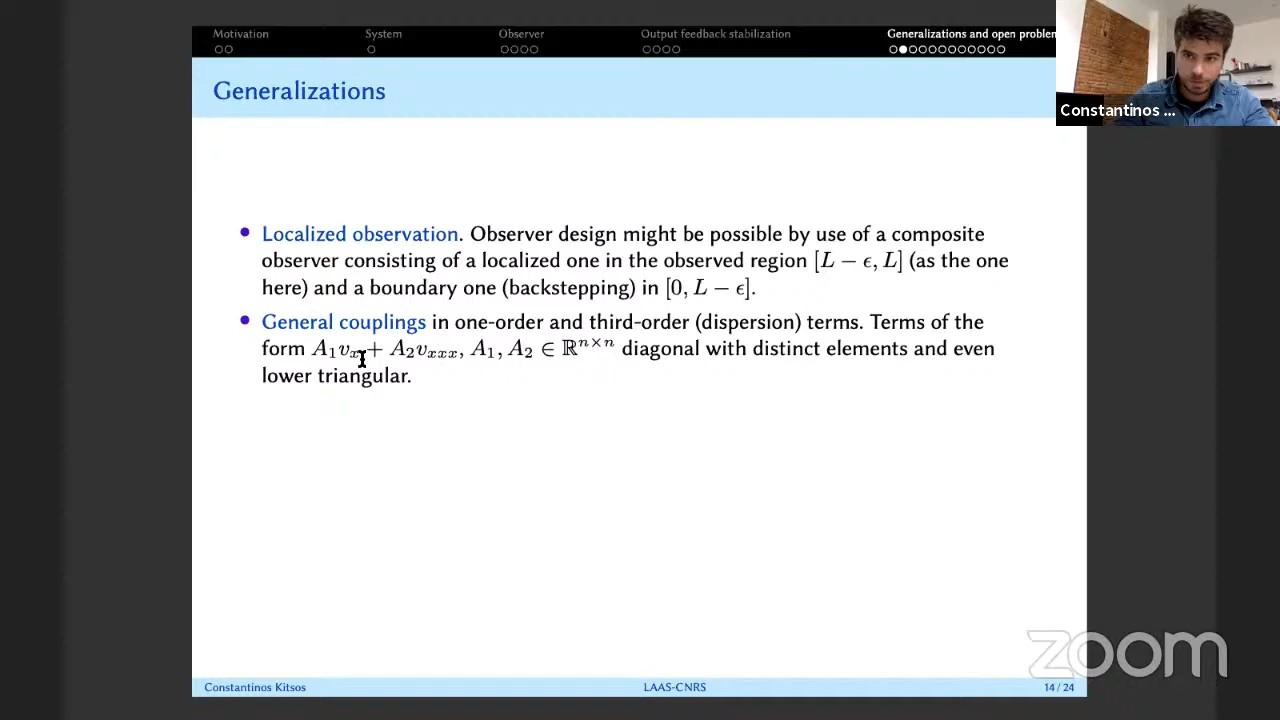 Motivation System Observer Output feedback stabilization Generalizations and open problem
Generalizations
Constantinos ...
• Localized observation. Observer design might be possible by use of a composite
observer consisting of a localized one in the observed region [L − ϵ, L] (as the one
here) and a boundary one (backstepping) in [0, L − ϵ].
• General couplings in one-order and third-order (dispersion) terms. Terms of the
form A₁vₓ + A₂vₓₓₓ, A₁, A₂ ∈ ℝⁿˣⁿ diagonal with distinct elements and even
lower triangular.
zoom
Constantinos Kitsos LAAS-CNRS 14 / 24